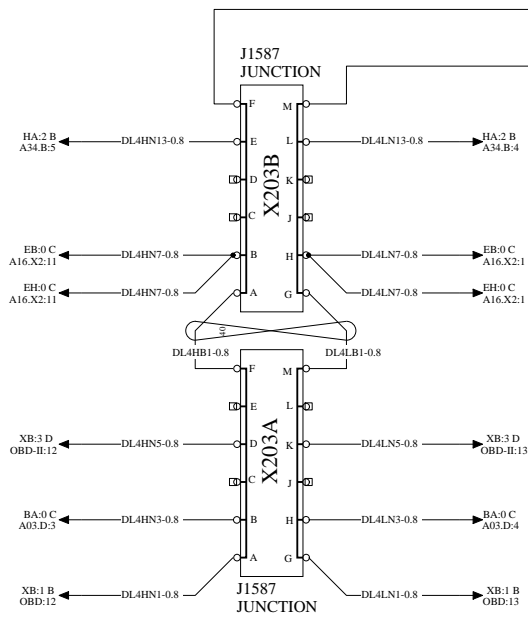 J1587
JUNCTION
F
M
HA:2 B
A34.B:5
DL4HN13-0.8
E
L
DL4LN13-0.8
HA:2 B
A34.B:4
D
K
X203B
C
J
EB:0 C
A16.X2:11
DL4HN7-0.8
B
H
DL4LN7-0.8
EB:0 C
A16.X2:1
EH:0 C
A16.X2:11
DL4HN7-0.8
A
G
DL4LN7-0.8
EH:0 C
A16.X2:1
40
DL4HB1-0.8
DL4LB1-0.8
F
M
E
L
X203A
XB:3 D
OBD-II:12
DL4HN5-0.8
D
K
DL4LN5-0.8
XB:3 D
OBD-II:13
C
J
BA:0 C
A03.D:3
DL4HN3-0.8
B
H
DL4LN3-0.8
BA:0 C
A03.D:4
A
G
XB:1 B
OBD:12
DL4HN1-0.8
DL4LN1-0.8
XB:1 B
OBD:13
J1587
JUNCTION